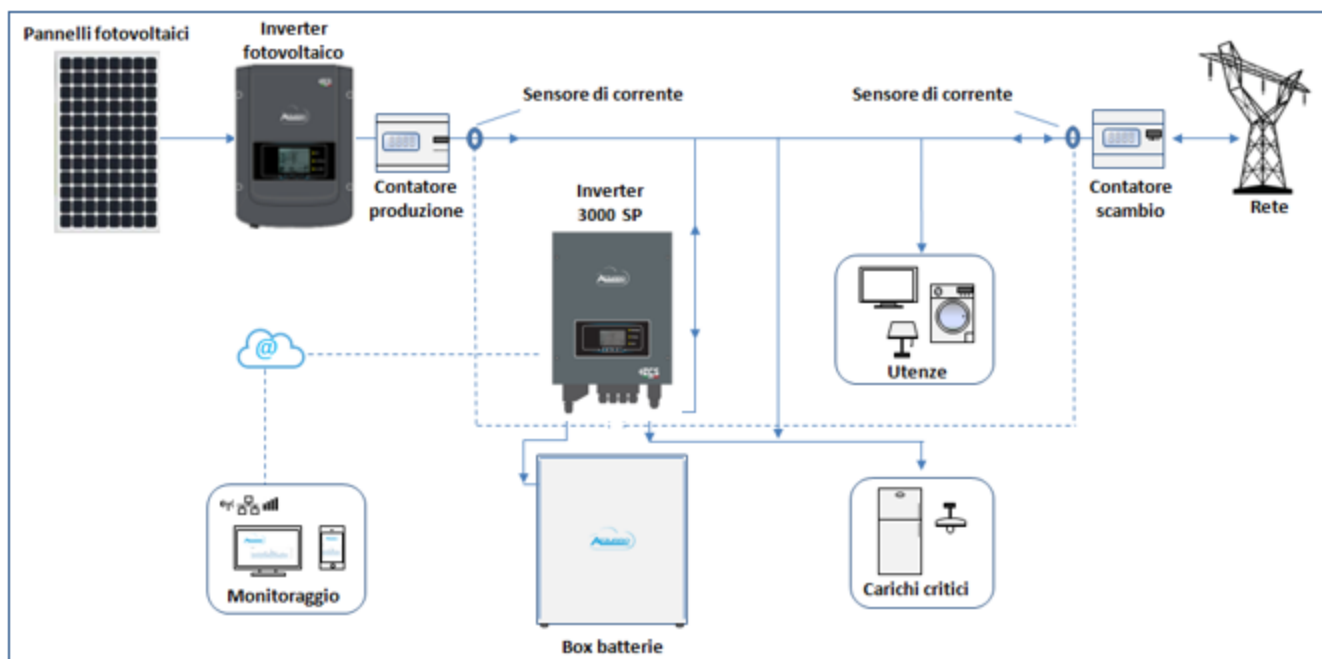 Pannelli fotovoltaici
Inverter
fotovoltaico
Sensore di corrente
Sensore di corrente
Contatore
produzione
Contatore
scambio
Rete
Inverter
3000 SP
@
Utenze
Monitoraggio
Carichi critici
Box batterie